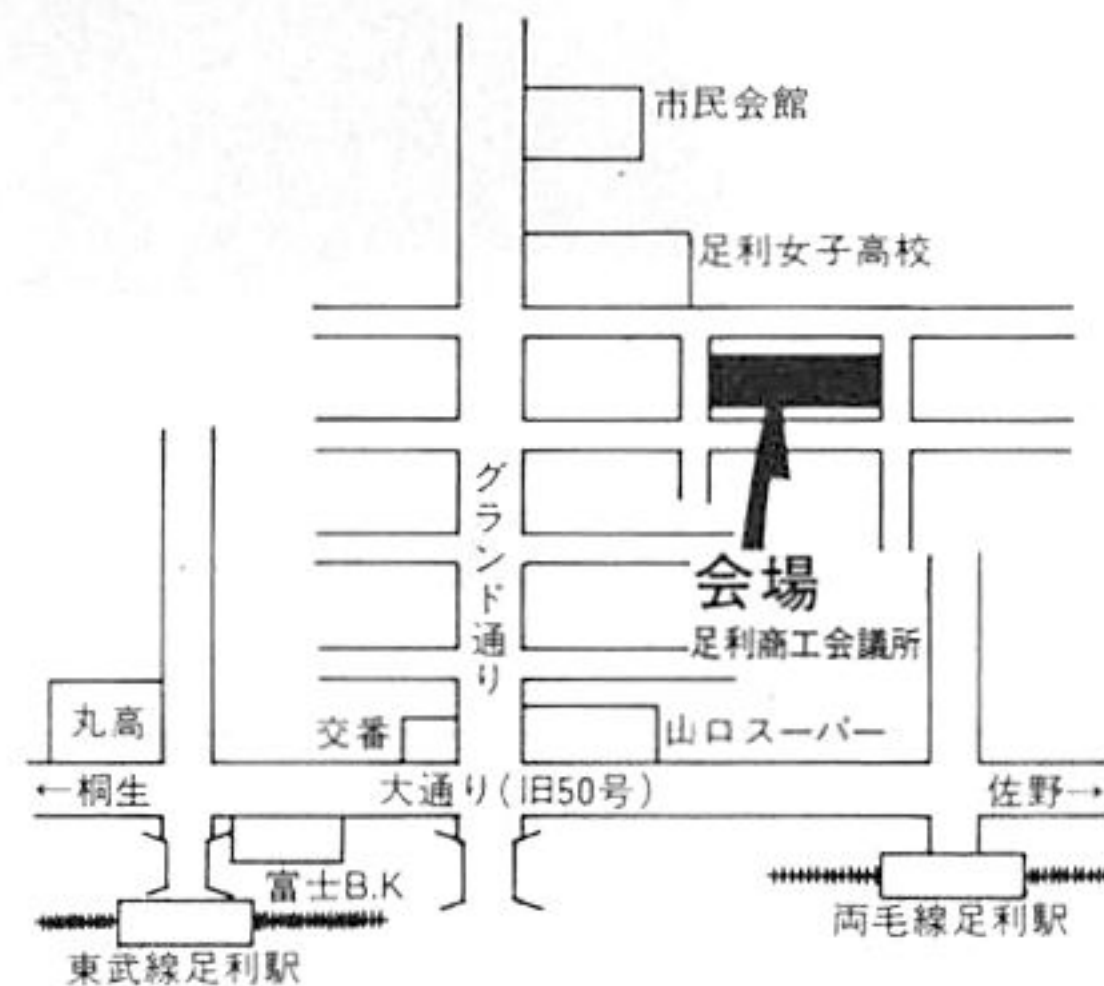 市民会館
足利女子高校
グランド通り
会場
足利商工会議所
丸高
交番
山口スーパー
←桐生
大通り(旧50号)
佐野→
富士B.K
両毛線足利駅
東武線足利駅